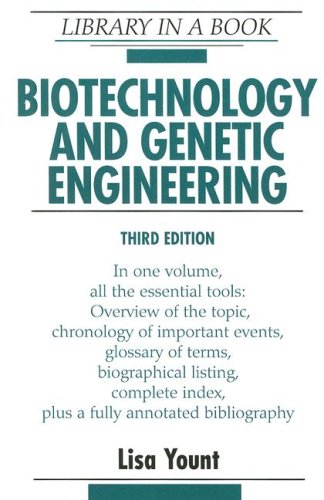 LIBRARY IN A BOOK
BIOTECHNOLOGY
AND GENETIC
ENGINEERING
THIRD EDITION
In one volume,
all the essential tools:
Overview of the topic,
chronology of important events,
glossary of terms,
biographical listing,
complete index,
plus a fully annotated bibliography
Lisa Yount